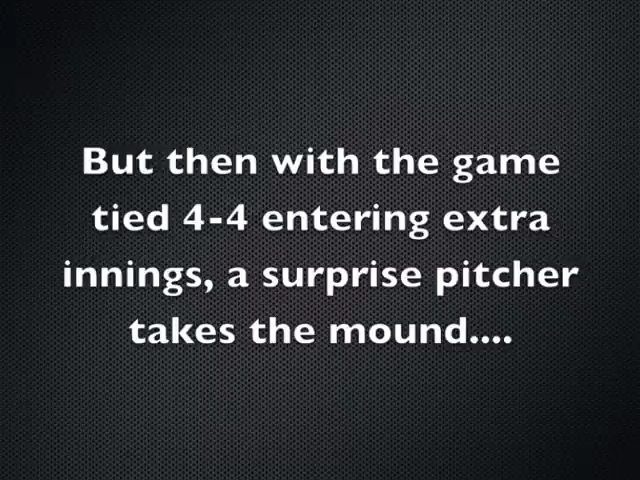 But then with the game
tied 4-4 entering extra
innings, a surprise pitcher
takes the mound....